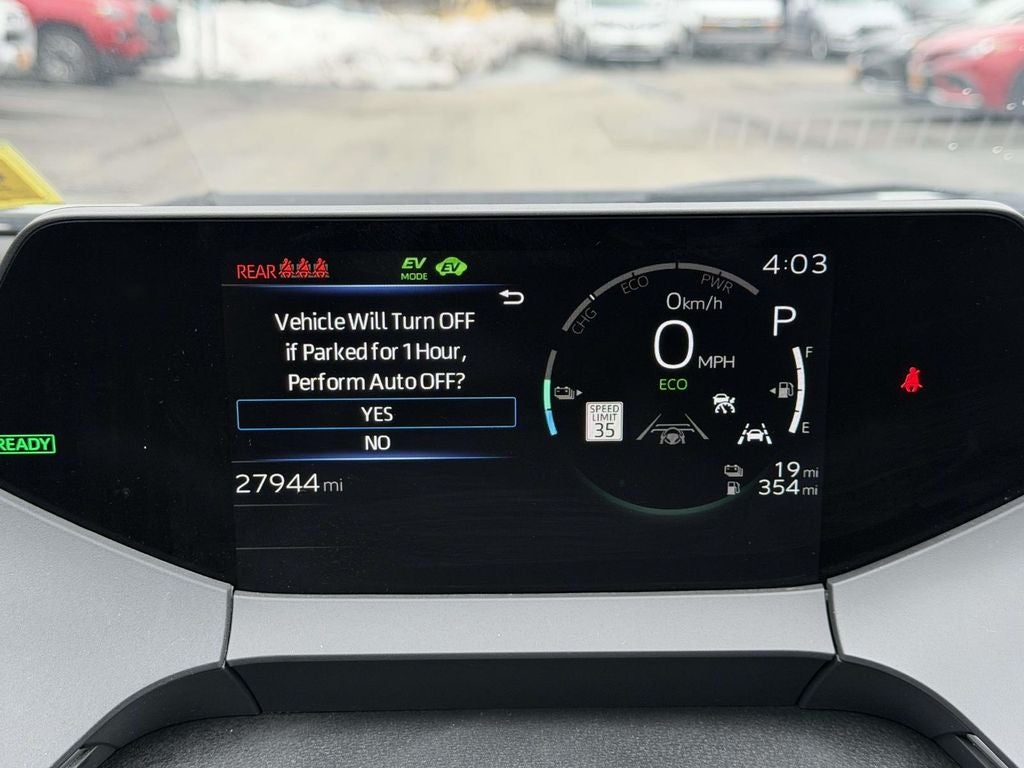 REAR
EV
MODE
EV
4:03
Vehicle Will Turn OFF
if Parked for 1 Hour,
Perform Auto OFF?
YES
NO
27944 mi
READY
CHG
ECO
PWR
0 km/h
0 MPH
ECO
P
F
E
SPEED
LIMIT
35
19 mi
354 mi